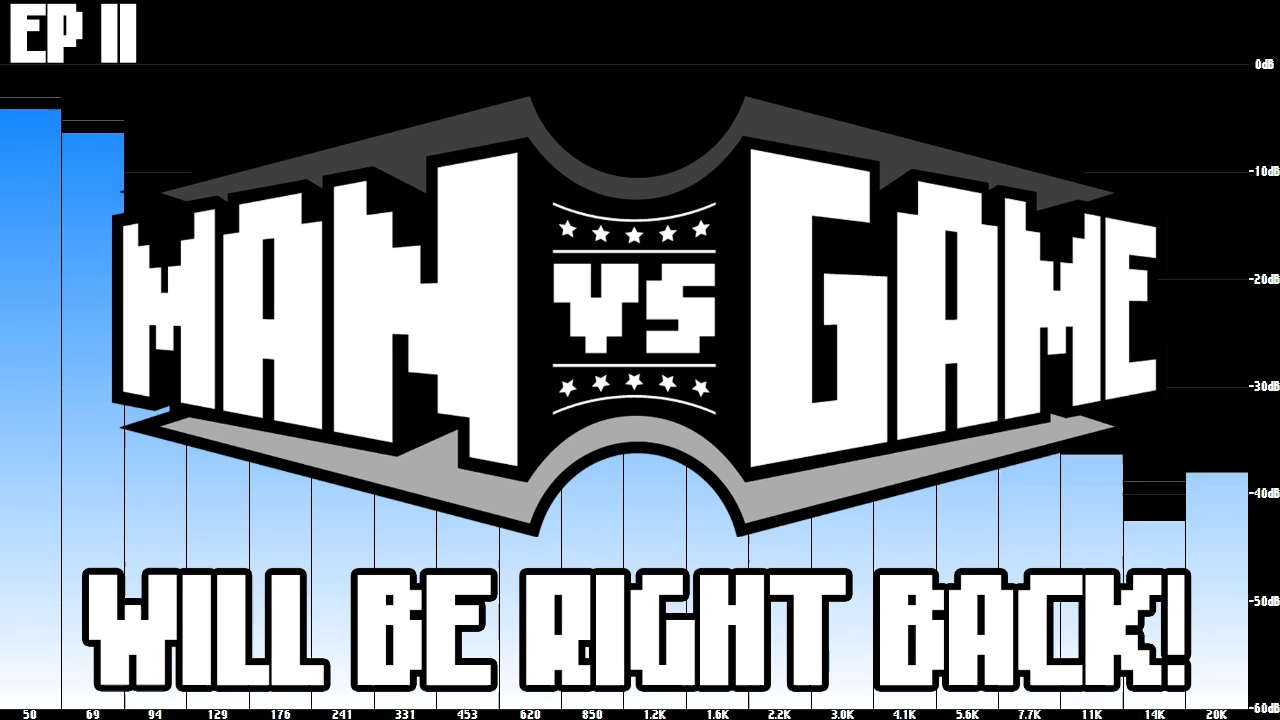 EP 11
0dB
-10dB
MAN VS GAME
-20dB
-30dB
-40dB
WILL BE RIGHT BACK!
-50dB
-60dB
50 69 94 129 176 241 331 453 620 850 1.2K 1.6K 2.2K 3.0K 4.1K 5.6K 7.7K 11K 14K 20K